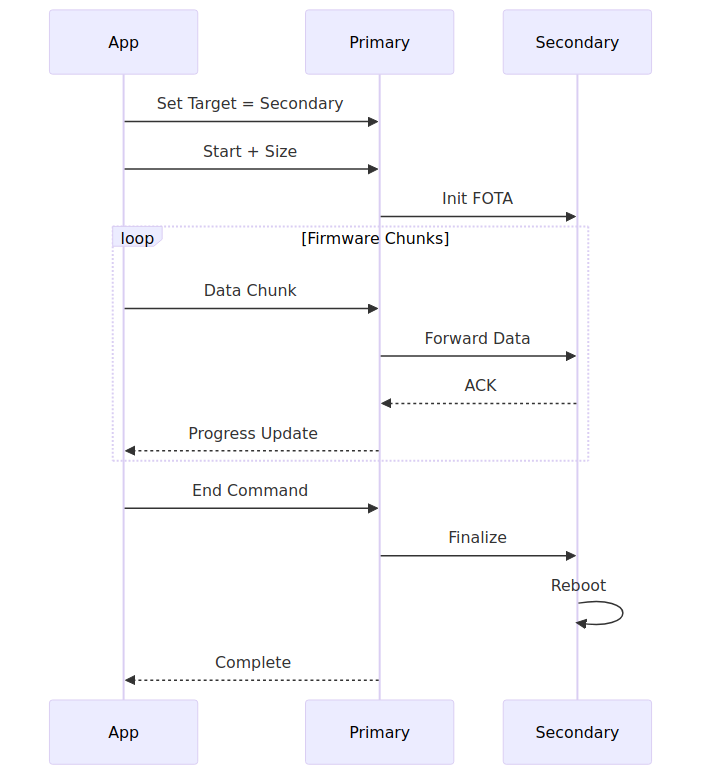 App
Primary
Secondary
Set Target = Secondary
Start + Size
Init FOTA
loop
[Firmware Chunks]
Data Chunk
Forward Data
ACK
Progress Update
End Command
Finalize
Reboot
Complete
App
Primary
Secondary